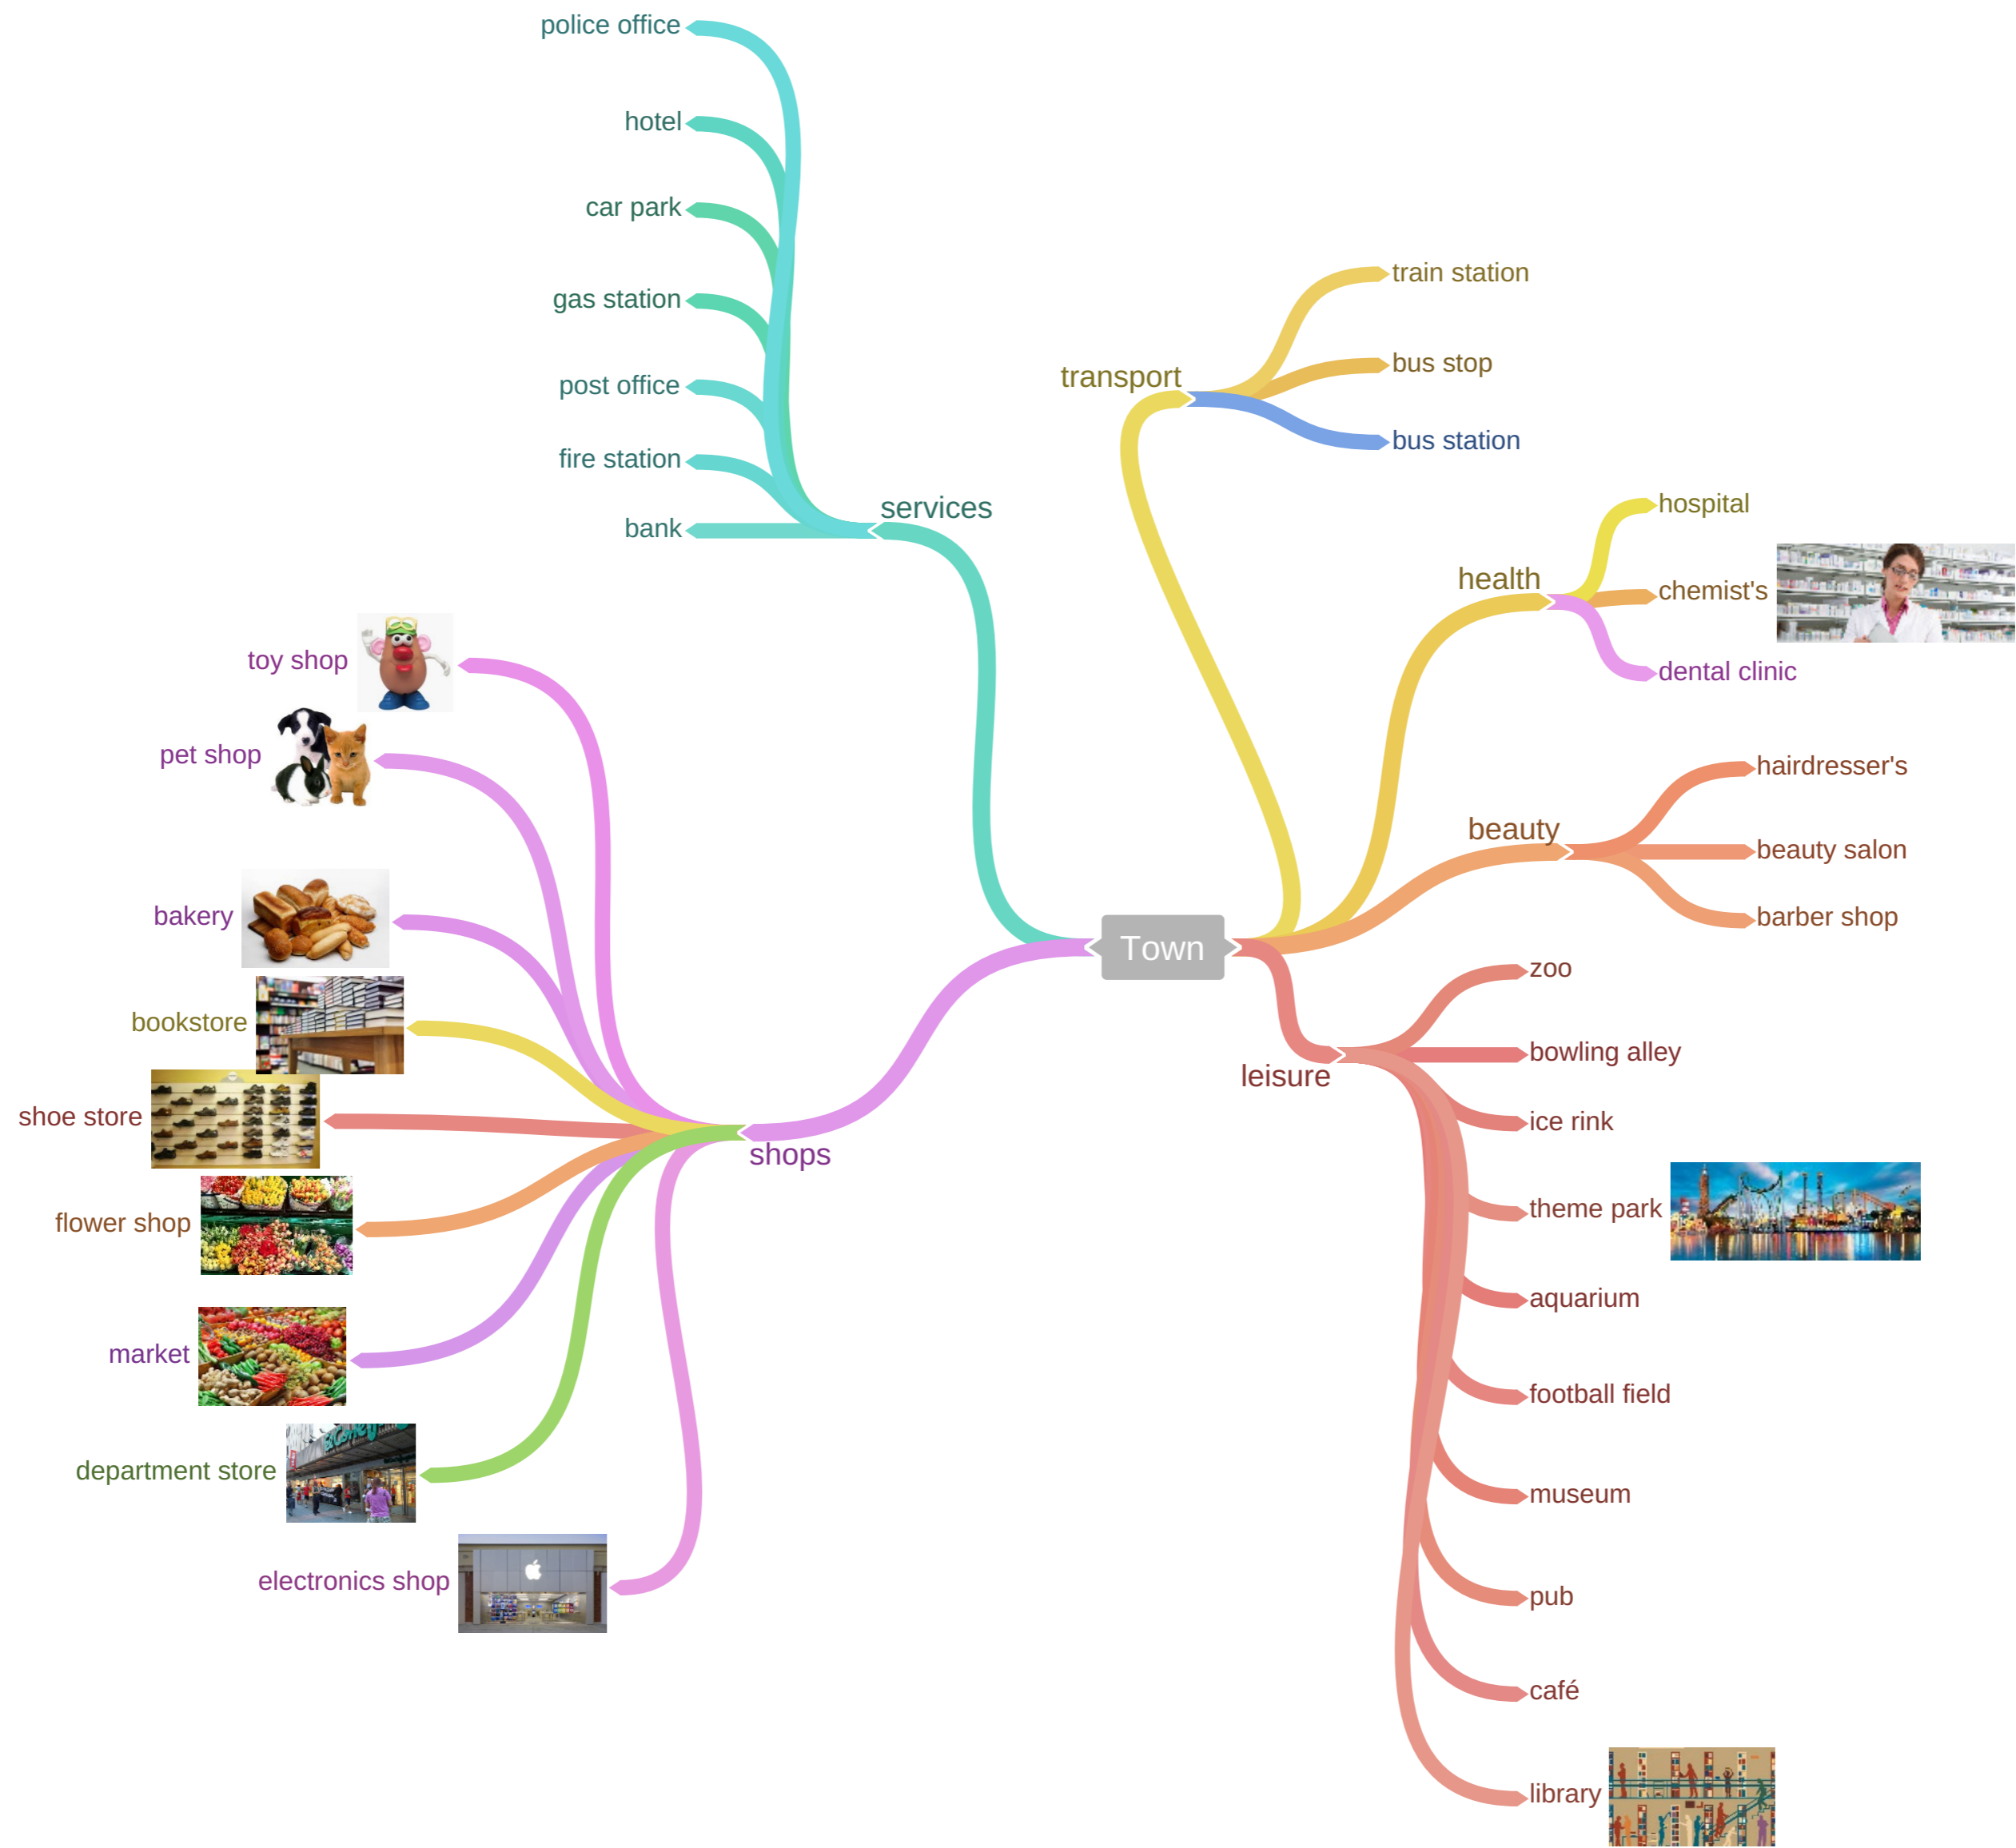 Town
services
police office
hotel
car park
gas station
post office
fire station
bank
shops
toy shop
pet shop
bakery
bookstore
shoe store
flower shop
market
department store
electronics shop
transport
train station
bus stop
bus station
health
hospital
chemist's
dental clinic
beauty
hairdresser's
beauty salon
barber shop
leisure
zoo
bowling alley
ice rink
theme park
aquarium
football field
museum
pub
café
library